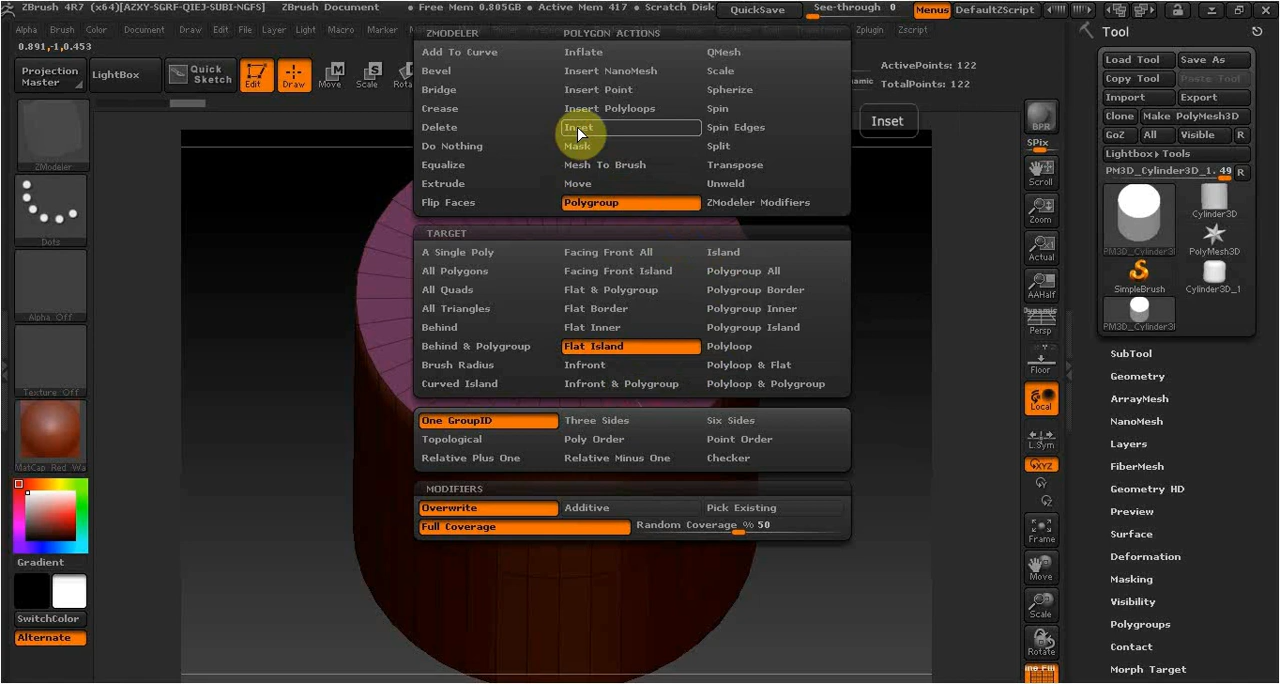 ZBrush 4R7 (x64)[AZXY-SGRF-QIEJ-SUBI-NGFS] ZBrush Document • Free Mem 0.805GB • Active Mem 417 • Scratch Disk QuickSave See-through 0 Menus DefaultZScript
Alpha Brush Color Document Draw Edit File Layer Light Macro Marker Zplugin Zscript
0.891,-1,0.453
Projection Master
LightBox
Quick Sketch
Edit
Draw
Move
Scale
ActivePoints: 122
TotalPoints: 122
ZMODELER POLYGON ACTIONS
Add To Curve Inflate QMesh
Bevel Insert NanoMesh Scale
Bridge Insert Point Spherize
Crease Insert Polyloops Spin
Delete Inset Spin Edges
Do Nothing Mask Split
Equalize Mesh To Brush Transpose
Extrude Move Unweld
Flip Faces Polygroup ZModeler Modifiers
Inset
TARGET
A Single Poly Facing Front All Island
All Polygons Facing Front Island Polygroup All
All Quads Flat & Polygroup Polygroup Border
All Triangles Flat Border Polygroup Inner
Behind Flat Inner Polygroup Island
Behind & Polygroup Flat Island Polyloop
Brush Radius Infront Polyloop & Flat
Curved Island Infront & Polygroup Polyloop & Polygroup
One GroupID Three Sides Six Sides
Topological Poly Order Point Order
Relative Plus One Relative Minus One Checker
MODIFIERS
Overwrite Additive Pick Existing
Full Coverage Random Coverage % 50
ZModeler
Dots
Alpha Off
Texture Off
MatCap Red Wa
Gradient
SwitchColor
Alternate
BPR
SPix
Scroll
Zoom
Actual
AAHalf
Dynamic
Persp
Floor
Local
L.Sym
XYZ
Frame
Move
Scale
Rotate
Tool
Load Tool Save As
Copy Tool Paste Tool
Import Export
Clone Make PolyMesh3D
GoZ All Visible R
Lightbox▸Tools
PM3D_Cylinder3D_1. 49 R
PM3D_Cylinder3I
Cylinder3D
PolyMesh3D
SimpleBrush
Cylinder3D_1
PM3D_Cylinder3I
SubTool
Geometry
ArrayMesh
NanoMesh
Layers
FiberMesh
Geometry HD
Preview
Surface
Deformation
Masking
Visibility
Polygroups
Contact
Morph Target